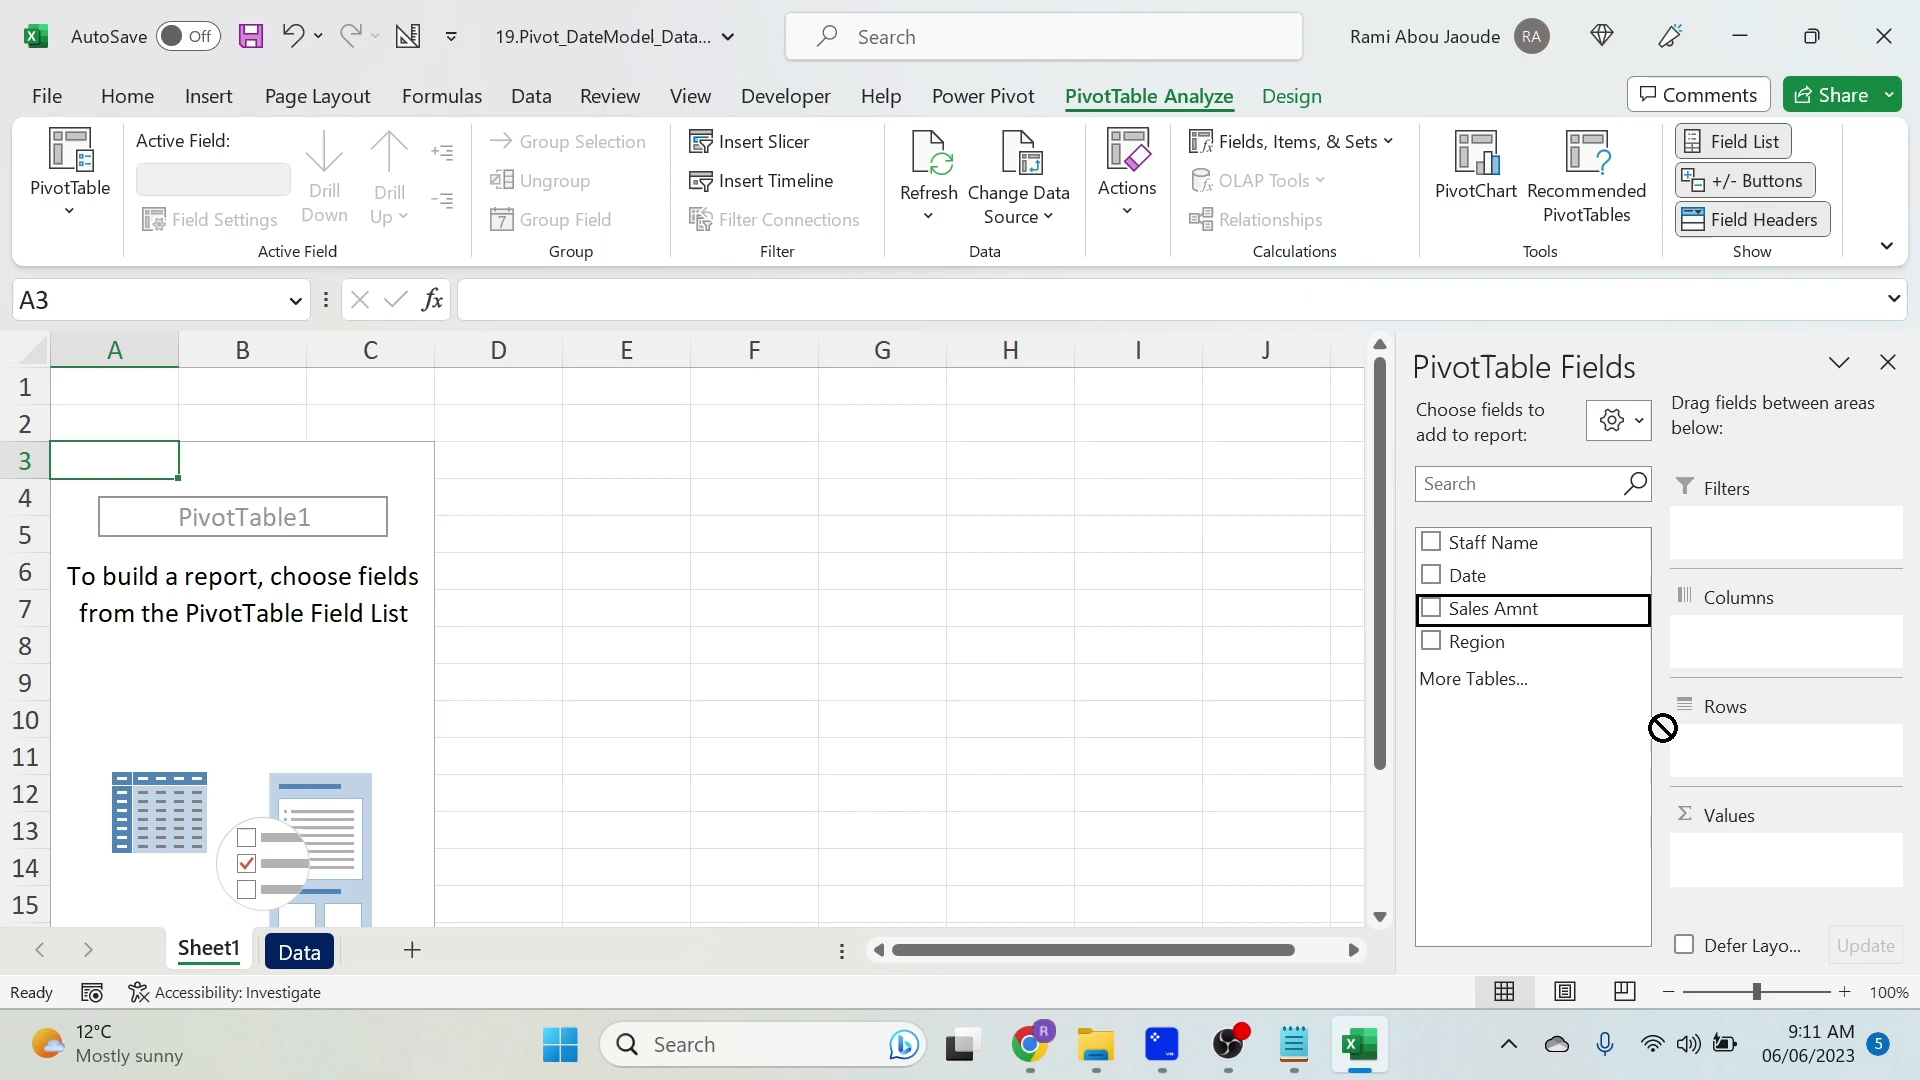 AutoSave Off 19.Pivot_DateModel_Data... Search Rami Abou Jaoude RA
File Home Insert Page Layout Formulas Data Review View Developer Help Power Pivot PivotTable Analyze Design Comments Share
PivotTable
Active Field:
Field Settings
Drill Down
Drill Up
Active Field
Group Selection
Ungroup
7 Group Field
Group
Insert Slicer
Insert Timeline
Filter Connections
Filter
Refresh
Change Data Source
Data
Actions
Fields, Items, & Sets
OLAP Tools
Relationships
Calculations
PivotChart
Recommended PivotTables
Tools
Field List
+/- Buttons
Field Headers
Show
A3 fx
A B C D E F G H I J
1
2
3
4
5
6
7
8
9
10
11
12
13
14
15
PivotTable1
To build a report, choose fields
from the PivotTable Field List
PivotTable Fields
Choose fields to
add to report:
Search
Staff Name
Date
Sales Amnt
Region
More Tables...
Drag fields between areas
below:
Filters
Columns
Rows
Σ Values
Defer Layo... Update
Sheet1 Data
Ready Accessibility: Investigate 100%
12°C
Mostly sunny
Search
R
9:11 AM
06/06/2023
5